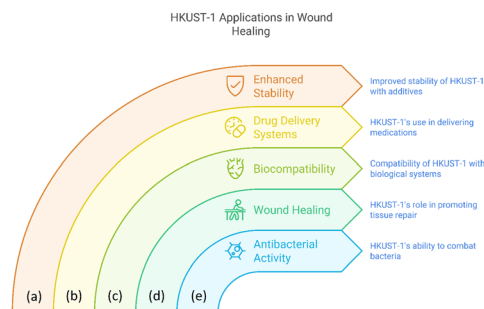 HKUST-1 Applications in Wound
Healing
Enhanced
Stability
Improved stability of HKUST-1
with additives
Drug Delivery
Systems
HKUST-1's use in delivering
medications
Biocompatibility
Compatibility of HKUST-1 with
biological systems
Wound Healing
HKUST-1's role in promoting
tissue repair
Antibacterial
Activity
HKUST-1's ability to combat
bacteria
(a) (b) (c) (d) (e)